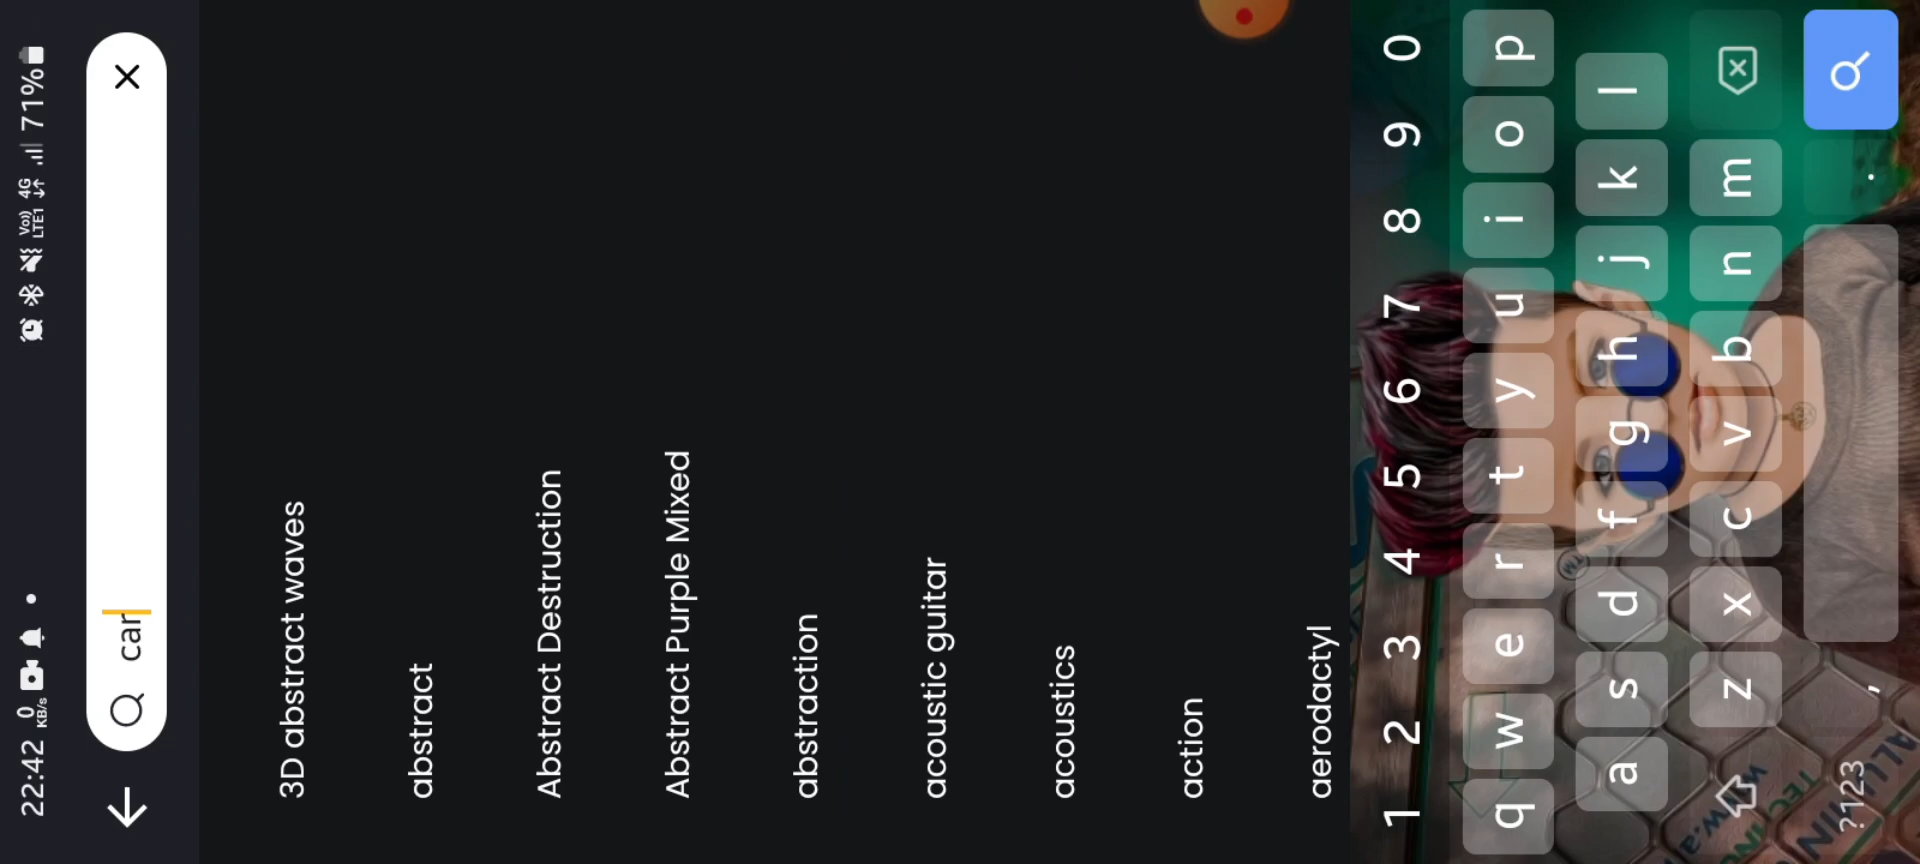 22:42 0 KB/s Vo)) LTE1 4G 71%
car
3D abstract waves
abstract
Abstract Destruction
Abstract Purple Mixed
abstraction
acoustic guitar
acoustics
action
aerodactyl
1 2 3 4 5 6 7 8 9 0
q w e r t y u i o p
a s d f g h j k l
z x c v b n m
?123 , .